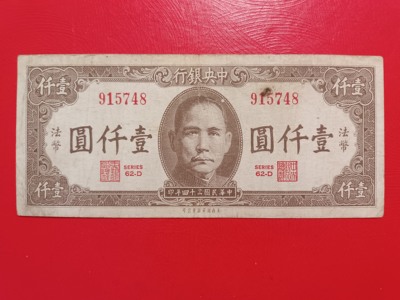 行銀央中
壹仟
壹仟
915748
915748
法幣
圓仟壹
圓仟壹
法幣
SERIES
62-D
SERIES
62-D
印年四十三國民華中
壹仟
壹仟